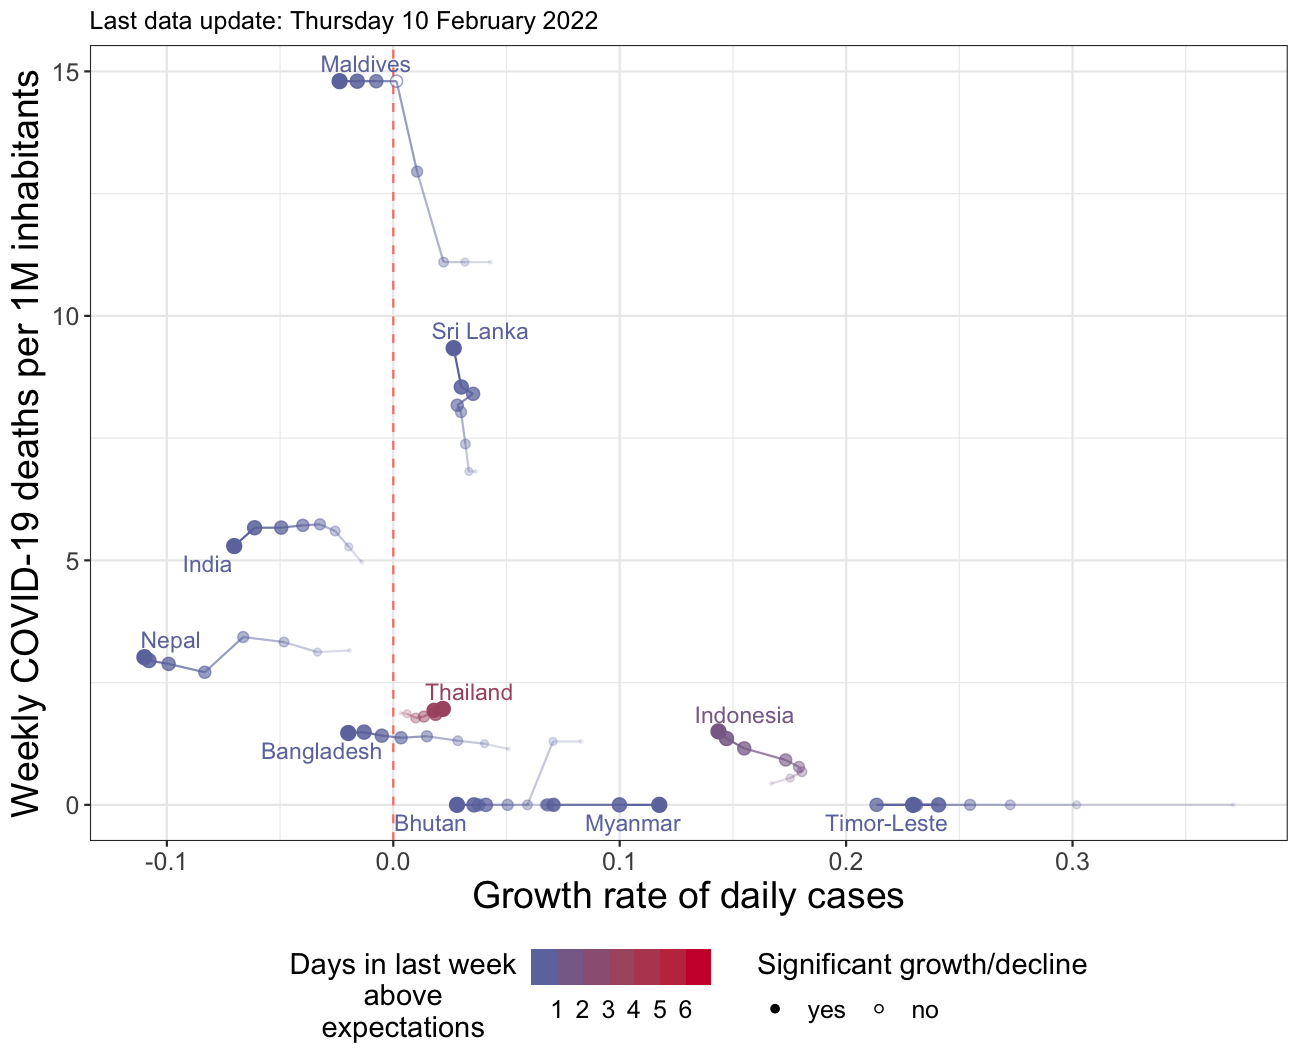 Last data update: Thursday 10 February 2022
Weekly COVID-19 deaths per 1M inhabitants
15
10
5
0
Maldives
Sri Lanka
India
Nepal
Thailand
Indonesia
Bangladesh
Bhutan
Myanmar
Timor-Leste
-0.1
0.0
0.1
0.2
0.3
Growth rate of daily cases
Days in last week
above
expectations
1 2 3 4 5 6
Significant growth/decline
yes
no